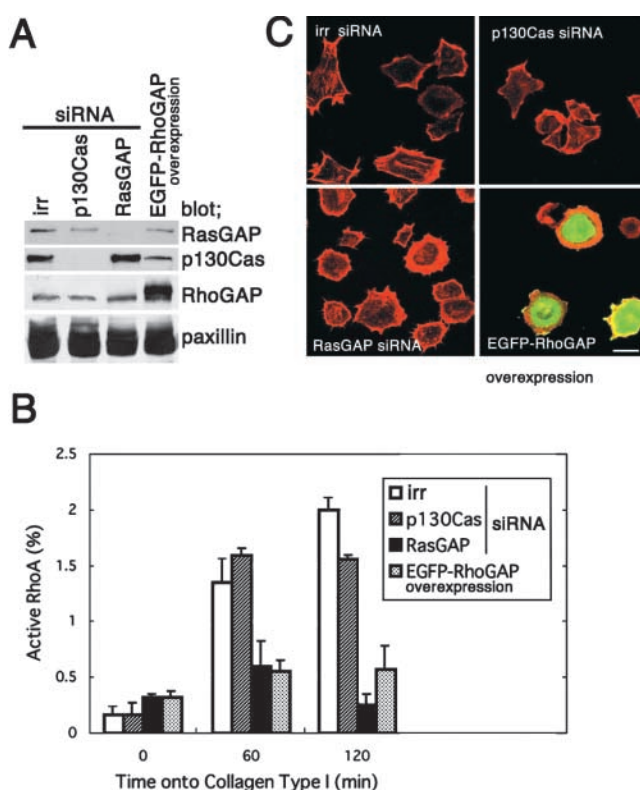 A
siRNA
irr
p130Cas
RasGAP
EGFP-RhoGAP
overexpression
blot;
RasGAP
p130Cas
RhoGAP
paxillin
C
irr siRNA
p130Cas siRNA
RasGAP siRNA
EGFP-RhoGAP
overexpression
B
Active RhoA (%)
2.5
2
1.5
1
0.5
0
0
60
120
Time onto Collagen Type I (min)
irr
p130Cas
RasGAP
siRNA
EGFP-RhoGAP
overexpression